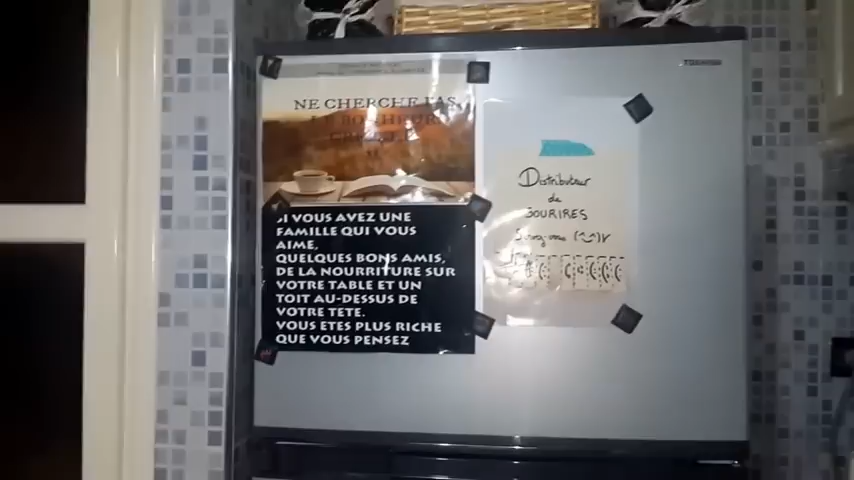 TOSHIBA
NE CHERCHE PAS
LE BONHEUR
Distributeur
de
SOURIRES
SI VOUS AVEZ UNE
FAMILLE QUI VOUS
AIME,
QUELQUES BONS AMIS,
DE LA NOURRITURE SUR
VOTRE TABLE ET UN
TOIT AU-DESSUS DE
VOTRE TETE.
VOUS ETES PLUS RICHE
QUE VOUS PENSEZ